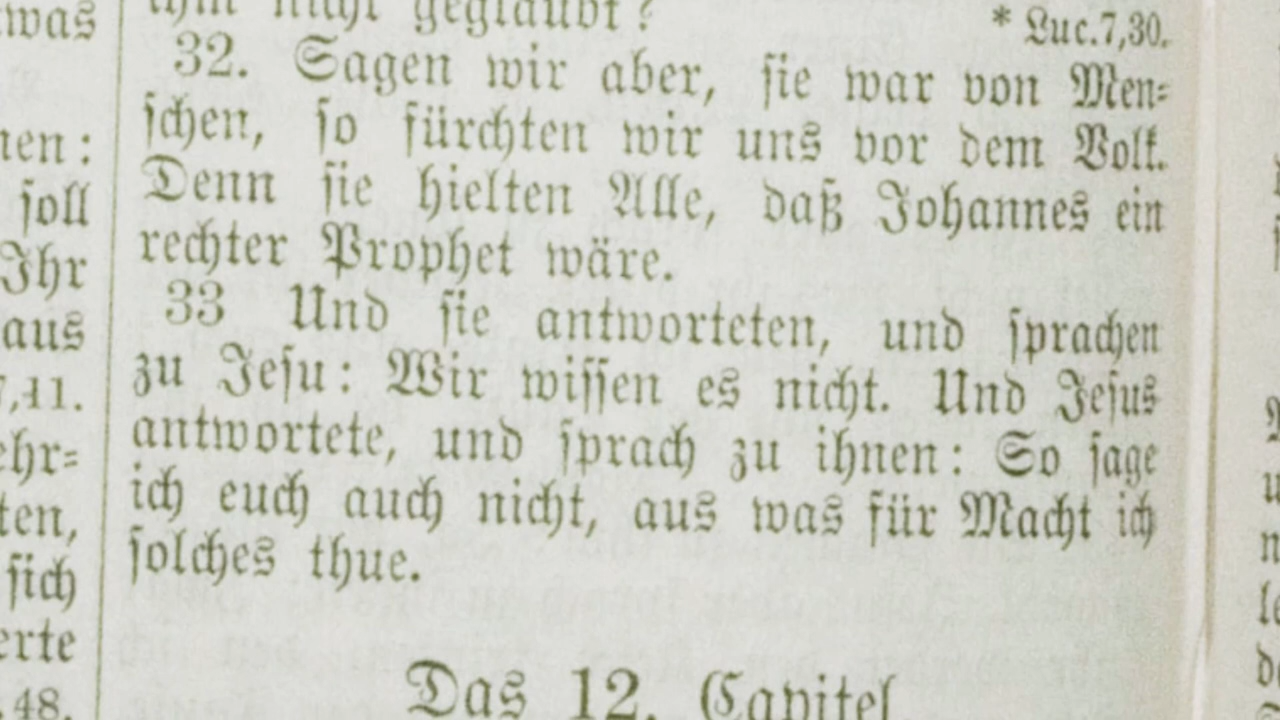 was
nen:
soll
Ihr
aus
7,11.
ehr=
ten,
sich
erte
48.
ihm nicht geglaubt?
* Luc.7,30.
32. Sagen wir aber, sie war von Men=
schen, so fürchten wir uns vor dem Volk.
Denn sie hielten Alle, daß Johannes ein
rechter Prophet wäre.
33 Und sie antworteten, und sprachen
zu Jesu: Wir wissen es nicht. Und Jesus
antwortete, und sprach zu ihnen: So sage
ich euch auch nicht, aus was für Macht ich
solches thue.
Das 12. Capitel